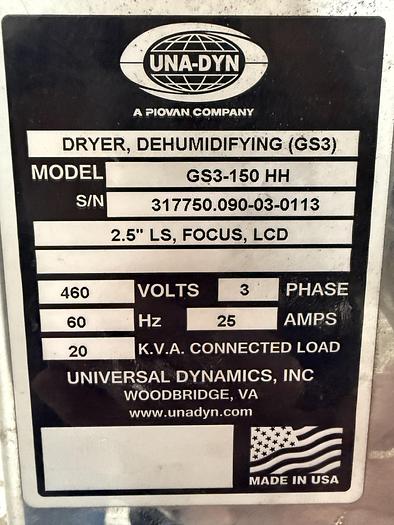 UNA-DYN
A PIOVAN COMPANY
DRYER, DEHUMIDIFYING (GS3)
MODEL GS3-150 HH
S/N 317750.090-03-0113
2.5" LS, FOCUS, LCD
460 VOLTS 3 PHASE
60 Hz 25 AMPS
20 K.V.A. CONNECTED LOAD
UNIVERSAL DYNAMICS, INC
WOODBRIDGE, VA
www.unadyn.com
MADE IN USA